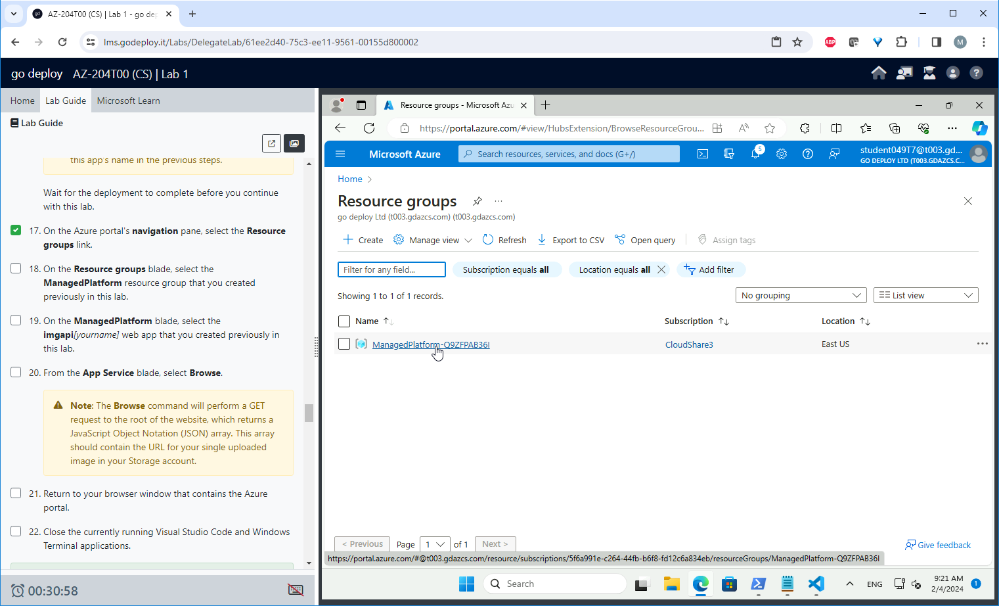 AZ-204T00 (CS) | Lab 1 - go dep
lms.godeploy.it/Labs/DelegateLab/61ee2d40-75c3-ee11-9561-00155d800002
ABP
M
go deploy AZ-204T00 (CS) | Lab 1
Home Lab Guide Microsoft Learn
Lab Guide
this app's name in the previous steps.
Wait for the deployment to complete before you continue
with this lab.
17. On the Azure portal's navigation pane, select the Resource
groups link.
18. On the Resource groups blade, select the
ManagedPlatform resource group that you created
previously in this lab.
19. On the ManagedPlatform blade, select the
imgapi[yourname] web app that you created previously in
this lab.
20. From the App Service blade, select Browse.
Note: The Browse command will perform a GET
request to the root of the website, which returns a
JavaScript Object Notation (JSON) array. This array
should contain the URL for your single uploaded
image in your Storage account.
21. Return to your browser window that contains the Azure
portal.
22. Close the currently running Visual Studio Code and Windows
Terminal applications.
00:30:58
Resource groups - Microsoft Azu
https://portal.azure.com/#view/HubsExtension/BrowseResourceGrou...
Microsoft Azure
Search resources, services, and docs (G+/)
5
student049T7@t003.gd...
GO DEPLOY LTD (T003.GDAZCS.C...
Home >
Resource groups
go deploy Ltd (t003.gdazcs.com) (t003.gdazcs.com)
Create Manage view Refresh Export to CSV Open query Assign tags
Filter for any field... Subscription equals all Location equals all Add filter
Showing 1 to 1 of 1 records.
No grouping List view
Name Subscription Location
ManagedPlatform-Q9ZFPAB36I CloudShare3 East US
< Previous Page 1 of 1 Next >
Give feedback
https://portal.azure.com/#@t003.gdazcs.com/resource/subscriptions/5f6a991e-c264-44fb-b6f8-fd12c6a834eb/resourceGroups/ManagedPlatform-Q9ZFPAB36I
Search
ENG
9:21 AM
2/4/2024
1